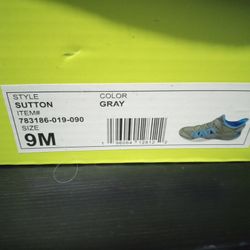 STYLE
SUTTON
ITEM#
783186-019-090
SIZE
9M
COLOR
GRAY